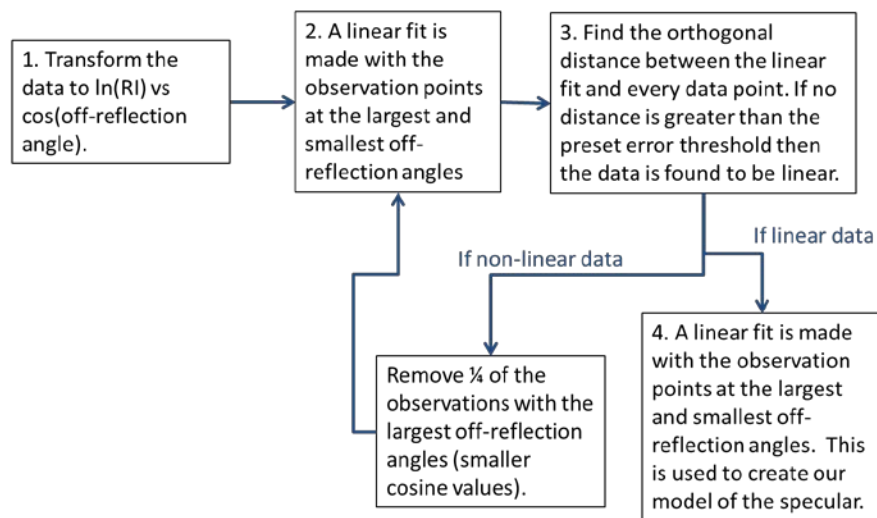 1. Transform the
data to ln(RI) vs
cos(off-reflection
angle).
2. A linear fit is
made with the
observation points
at the largest and
smallest off-
reflection angles
3. Find the orthogonal
distance between the linear
fit and every data point. If no
distance is greater than the
preset error threshold then
the data is found to be linear.
If non-linear data
If linear data
Remove ¼ of the
observations with the
largest off-reflection
angles (smaller
cosine values).
4. A linear fit is made
with the observation
points at the largest
and smallest off-
reflection angles.  This
is used to create our
model of the specular.